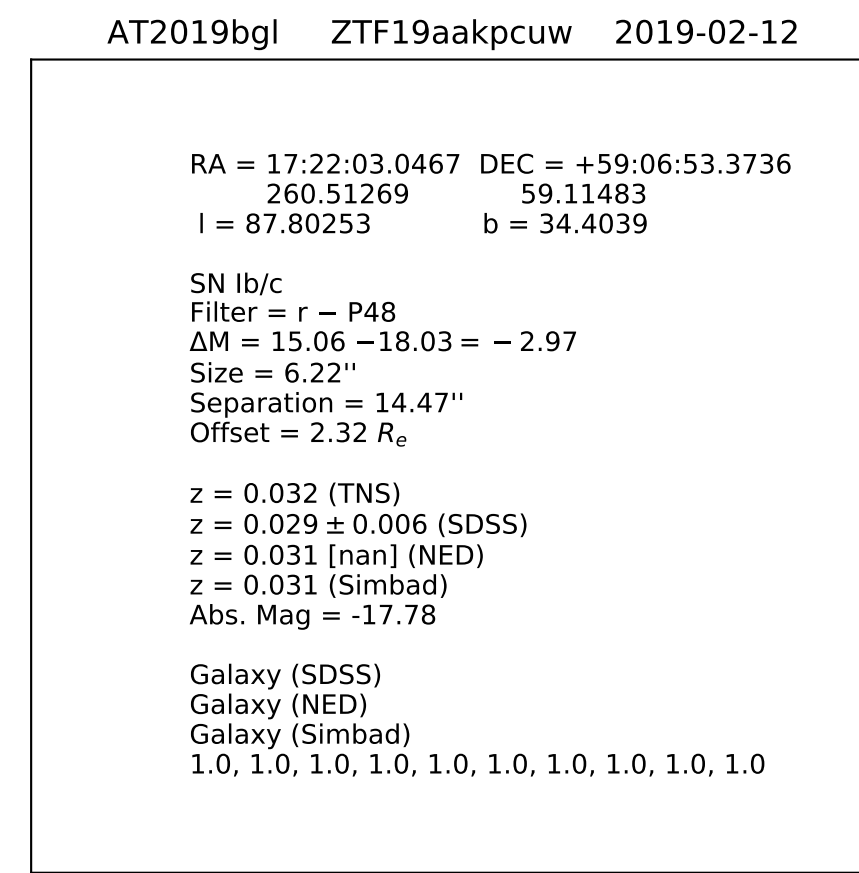 AT2019bgl ZTF19aakpcuw 2019-02-12
RA = 17:22:03.0467 DEC = +59:06:53.3736
260.51269 59.11483
l = 87.80253 b = 34.4039
SN Ib/c
Filter = r − P48
ΔM = 15.06 −18.03 = − 2.97
Size = 6.22''
Separation = 14.47''
Offset = 2.32 Rₑ
z = 0.032 (TNS)
z = 0.029 ± 0.006 (SDSS)
z = 0.031 [nan] (NED)
z = 0.031 (Simbad)
Abs. Mag = -17.78
Galaxy (SDSS)
Galaxy (NED)
Galaxy (Simbad)
1.0, 1.0, 1.0, 1.0, 1.0, 1.0, 1.0, 1.0, 1.0, 1.0